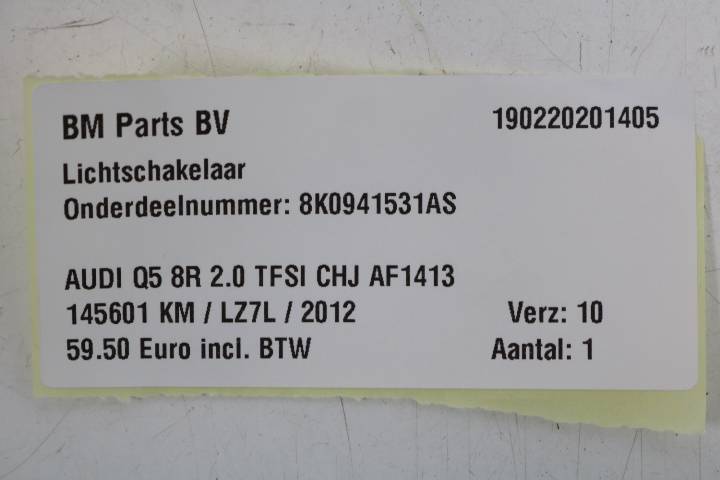 BM Parts BV 190220201405
Lichtschakelaar
Onderdeelnummer: 8K0941531AS
AUDI Q5 8R 2.0 TFSI CHJ AF1413
145601 KM / LZ7L / 2012 Verz: 10
59.50 Euro incl. BTW Aantal: 1